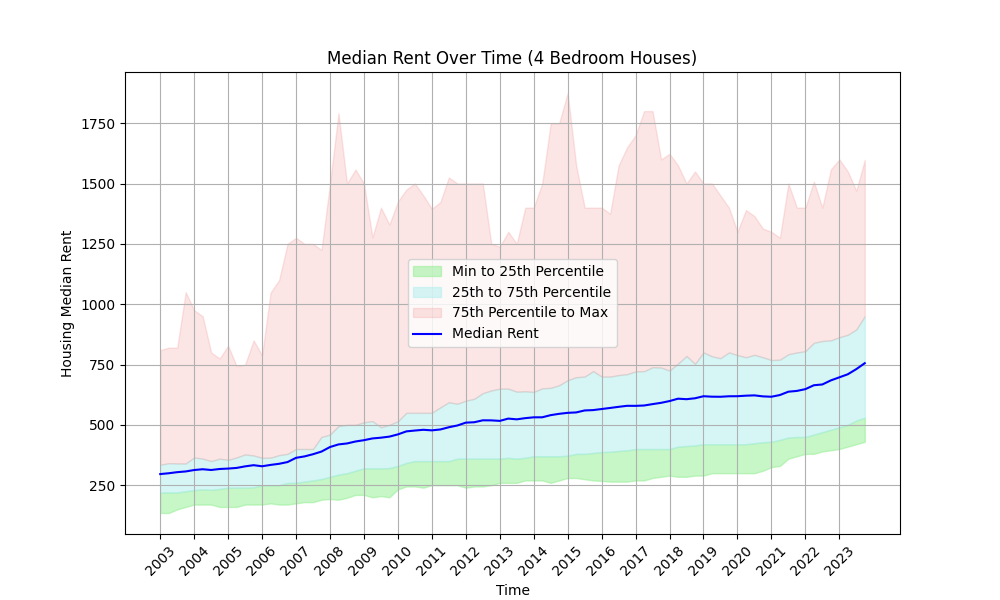 Median Rent Over Time (4 Bedroom Houses)
1750
1500
1250
1000
750
500
250
Housing Median Rent
Min to 25th Percentile
25th to 75th Percentile
75th Percentile to Max
Median Rent
2003 2004 2005 2006 2007 2008 2009 2010 2011 2012 2013 2014 2015 2016 2017 2018 2019 2020 2021 2022 2023
Time